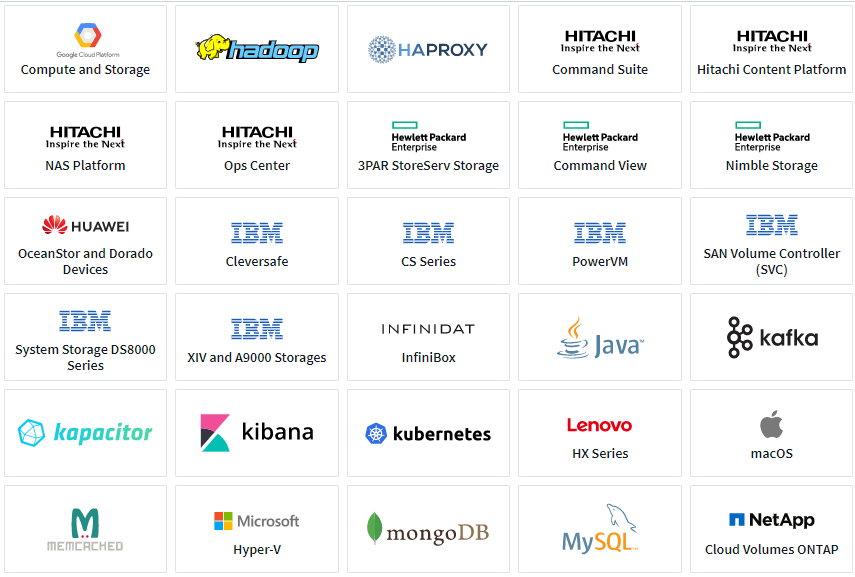 Google Cloud Platform
Compute and Storage
hadoop
HAPROXY
HITACHI
Inspire the Next
Command Suite
HITACHI
Inspire the Next
Hitachi Content Platform
HITACHI
Inspire the Next
NAS Platform
HITACHI
Inspire the Next
Ops Center
Hewlett Packard
Enterprise
3PAR StoreServ Storage
Hewlett Packard
Enterprise
Command View
Hewlett Packard
Enterprise
Nimble Storage
HUAWEI
OceanStor and Dorado
Devices
IBM
Cleversafe
IBM
CS Series
IBM
PowerVM
IBM
SAN Volume Controller
(SVC)
IBM
System Storage DS8000
Series
IBM
XIV and A9000 Storages
INFINIDAT
InfiniBox
Java
kafka
kapacitor
kibana
kubernetes
Lenovo
HX Series
macOS
MEMCACHED
Microsoft
Hyper-V
mongoDB
MySQL
NetApp
Cloud Volumes ONTAP